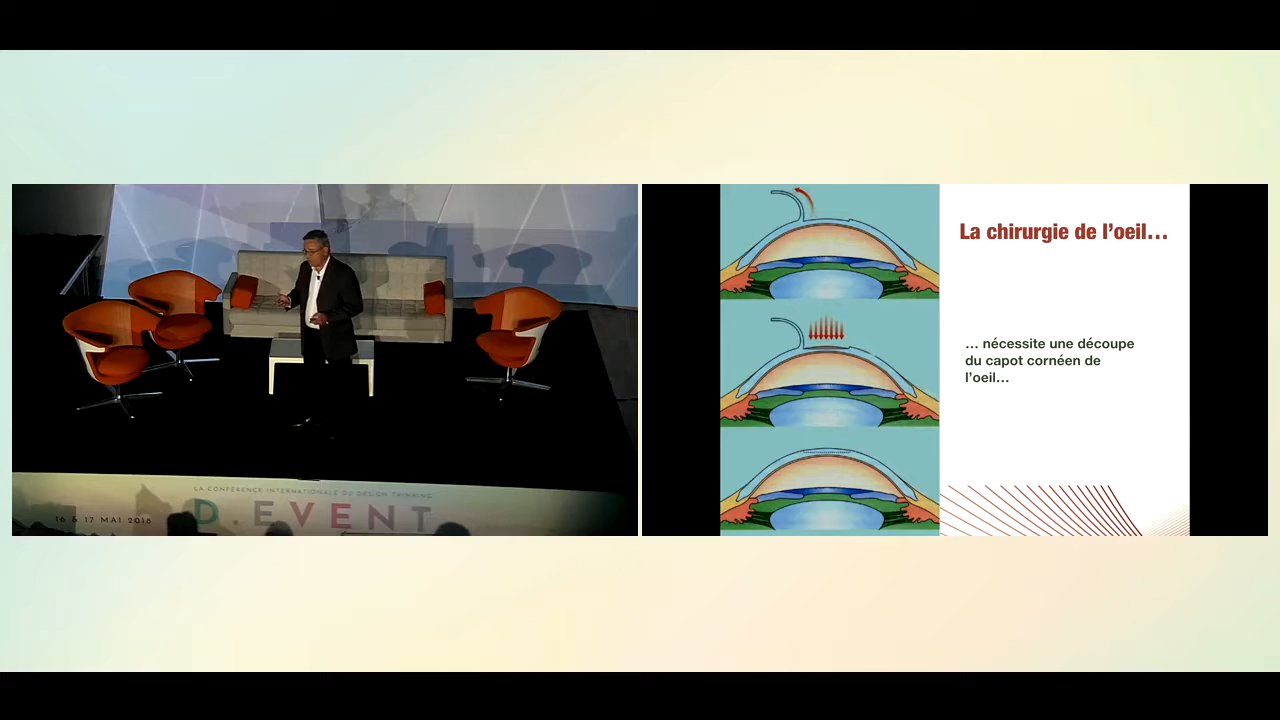 LA CONFÉRENCE INTERNATIONALE DU DESIGN THINKING
16 & 17 MAI 2016
D.EVENT
La chirurgie de l'oeil...
... nécessite une découpe
du capot cornéen de
l'oeil...